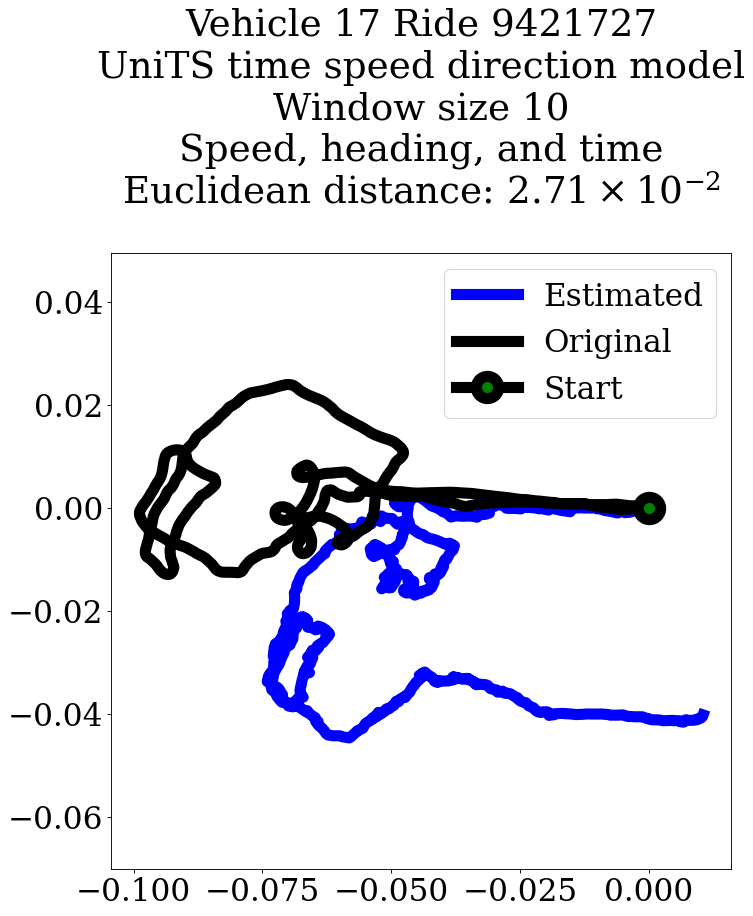 Vehicle 17 Ride 9421727
UniTS time speed direction model
Window size 10
Speed, heading, and time
Euclidean distance: 2.71 × 10⁻²
Estimated
Original
Start
0.04
0.02
0.00
−0.02
−0.04
−0.06
−0.100 −0.075 −0.050 −0.025 0.000